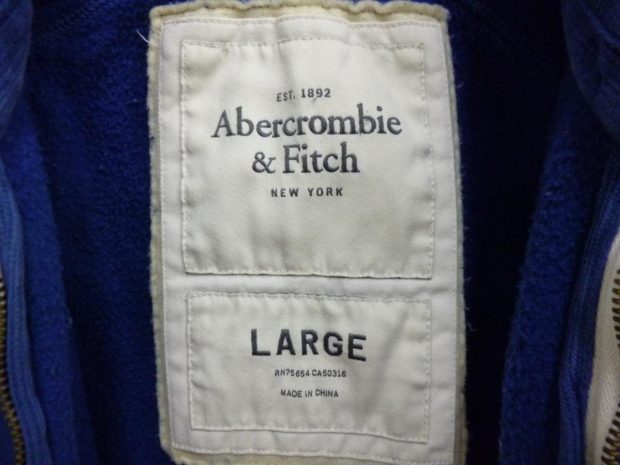 EST. 1892
Abercrombie
& Fitch
NEW YORK
LARGE
RN75654 CA50316
MADE IN CHINA